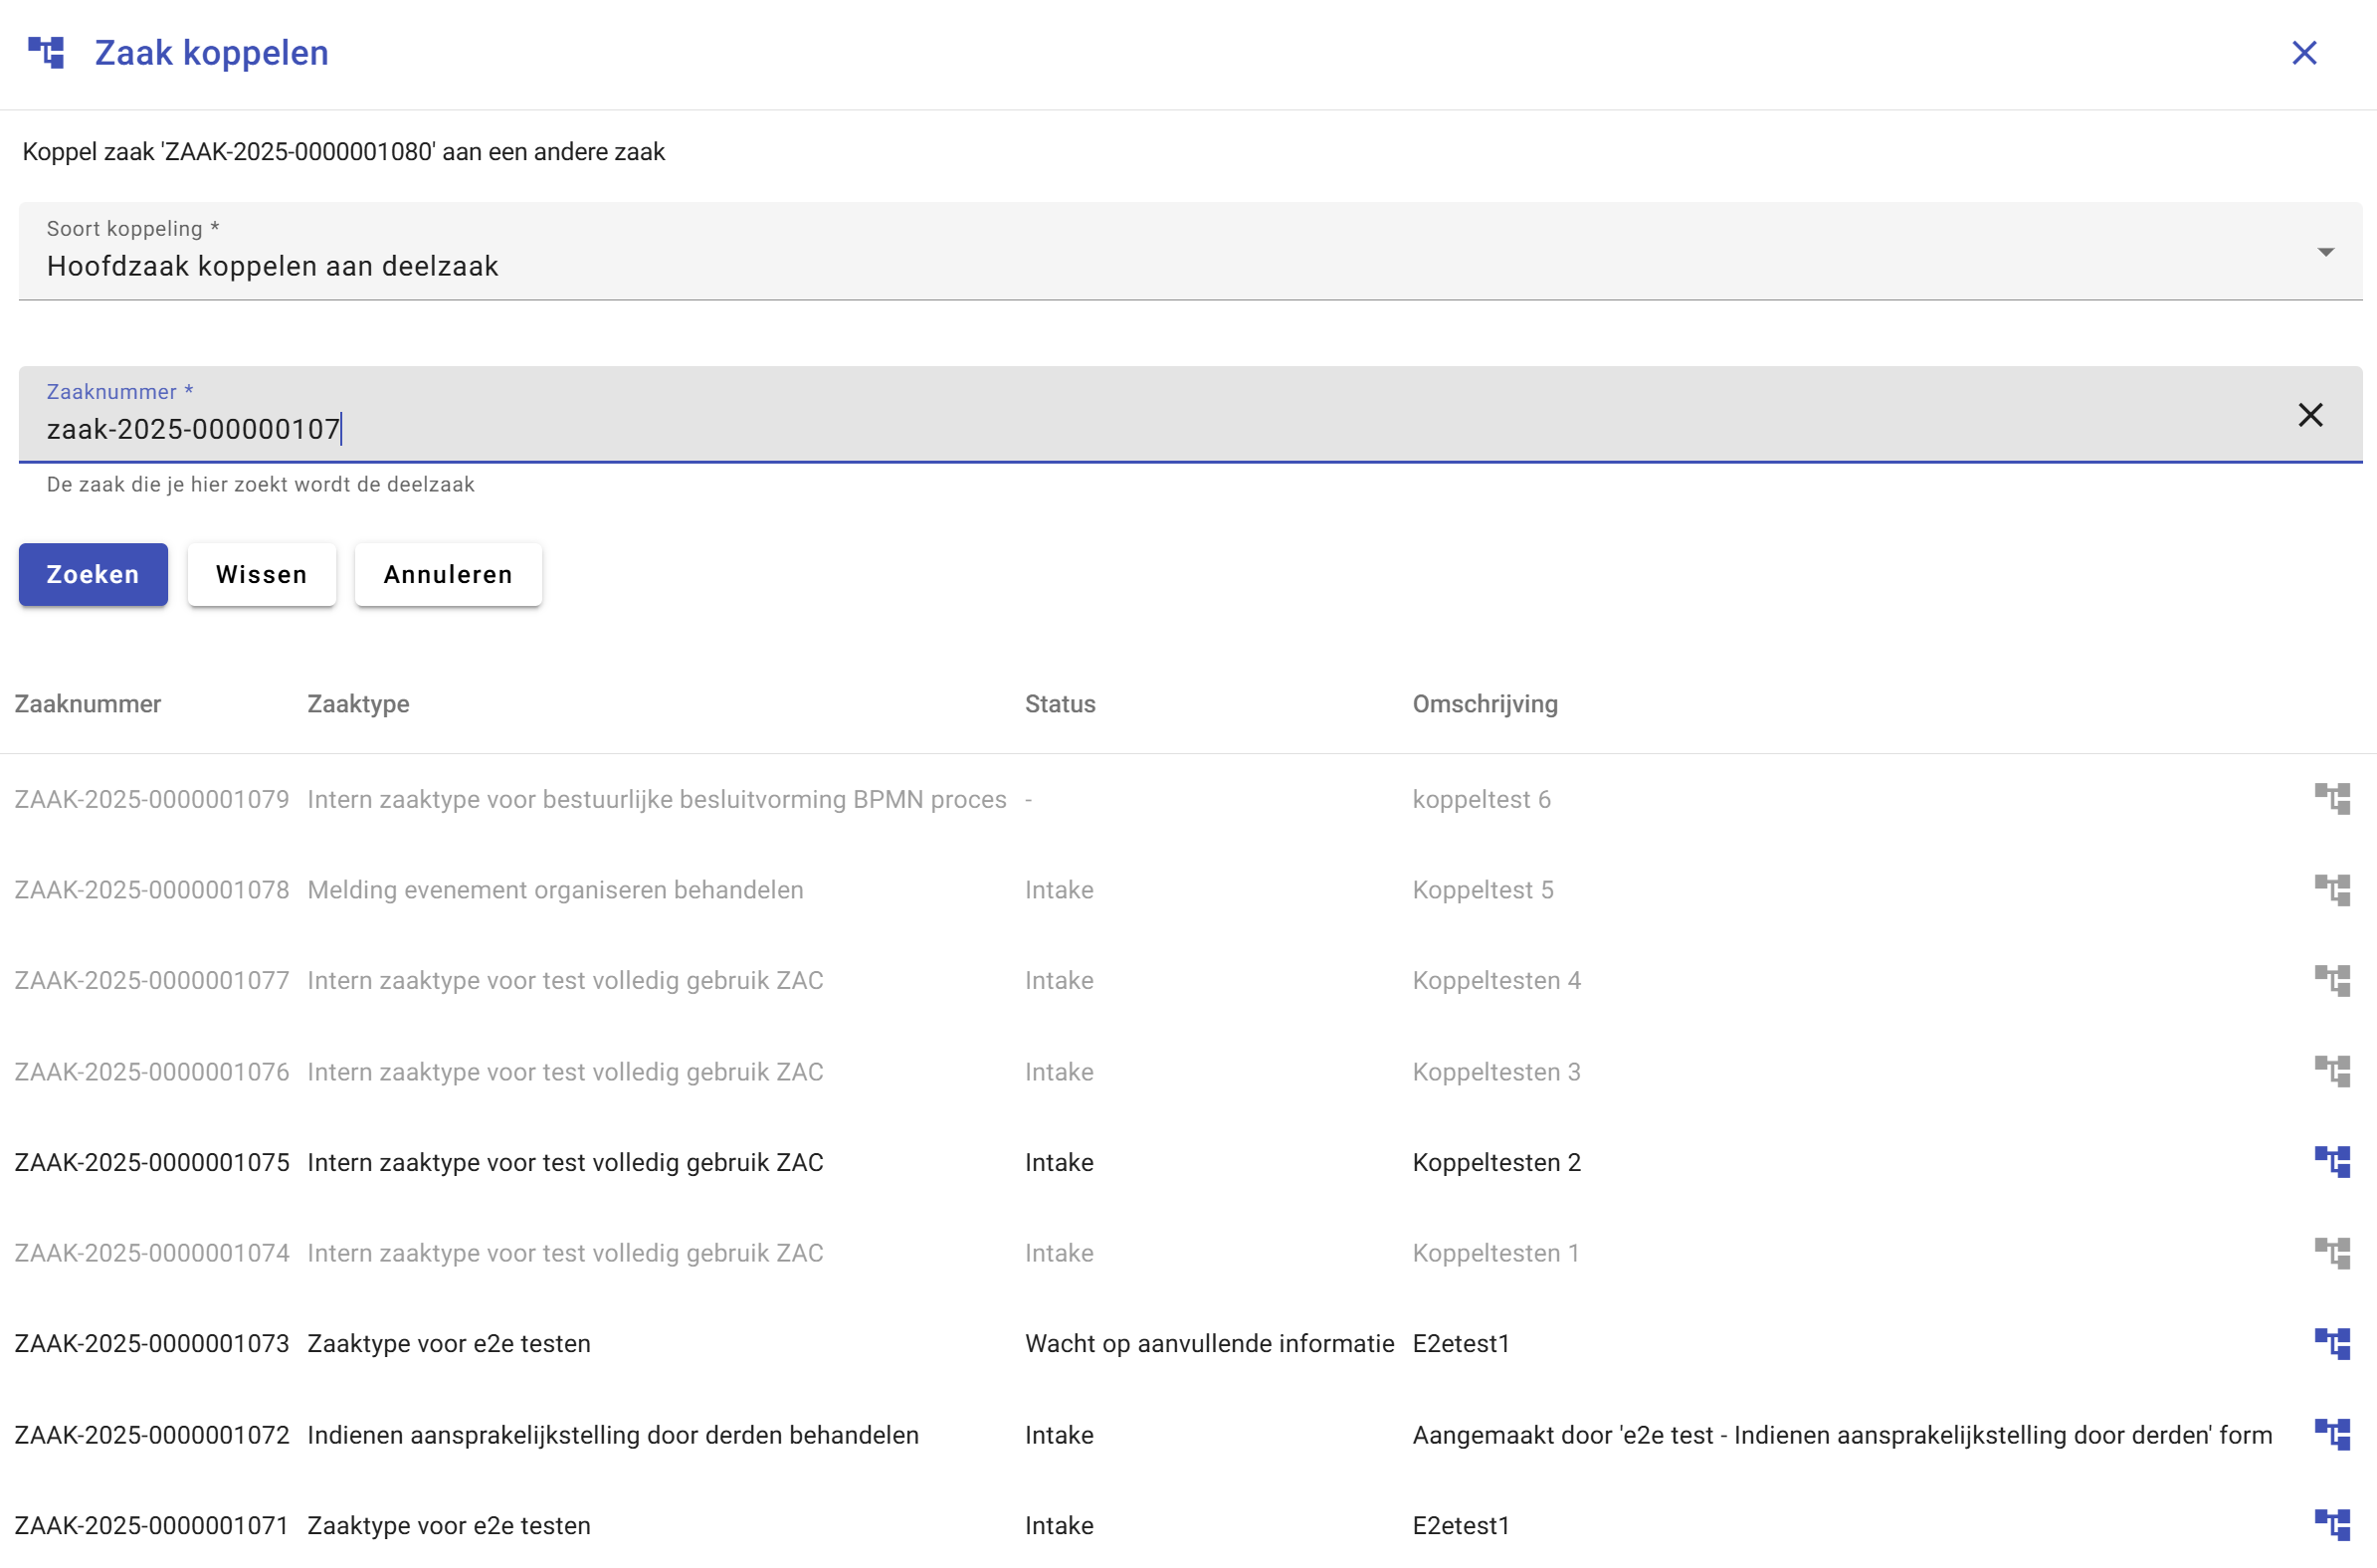 Zaak koppelen
Koppel zaak 'ZAAK-2025-0000001080' aan een andere zaak
Soort koppeling *
Hoofdzaak koppelen aan deelzaak
Zaaknummer *
zaak-2025-000000107
De zaak die je hier zoekt wordt de deelzaak
Zoeken Wissen Annuleren
Zaaknummer Zaaktype Status Omschrijving
ZAAK-2025-0000001079 Intern zaaktype voor bestuurlijke besluitvorming BPMN proces - koppeltest 6
ZAAK-2025-0000001078 Melding evenement organiseren behandelen Intake Koppeltest 5
ZAAK-2025-0000001077 Intern zaaktype voor test volledig gebruik ZAC Intake Koppeltesten 4
ZAAK-2025-0000001076 Intern zaaktype voor test volledig gebruik ZAC Intake Koppeltesten 3
ZAAK-2025-0000001075 Intern zaaktype voor test volledig gebruik ZAC Intake Koppeltesten 2
ZAAK-2025-0000001074 Intern zaaktype voor test volledig gebruik ZAC Intake Koppeltesten 1
ZAAK-2025-0000001073 Zaaktype voor e2e testen Wacht op aanvullende informatie E2etest1
ZAAK-2025-0000001072 Indienen aansprakelijkstelling door derden behandelen Intake Aangemaakt door 'e2e test - Indienen aansprakelijkstelling door derden' form
ZAAK-2025-0000001071 Zaaktype voor e2e testen Intake E2etest1